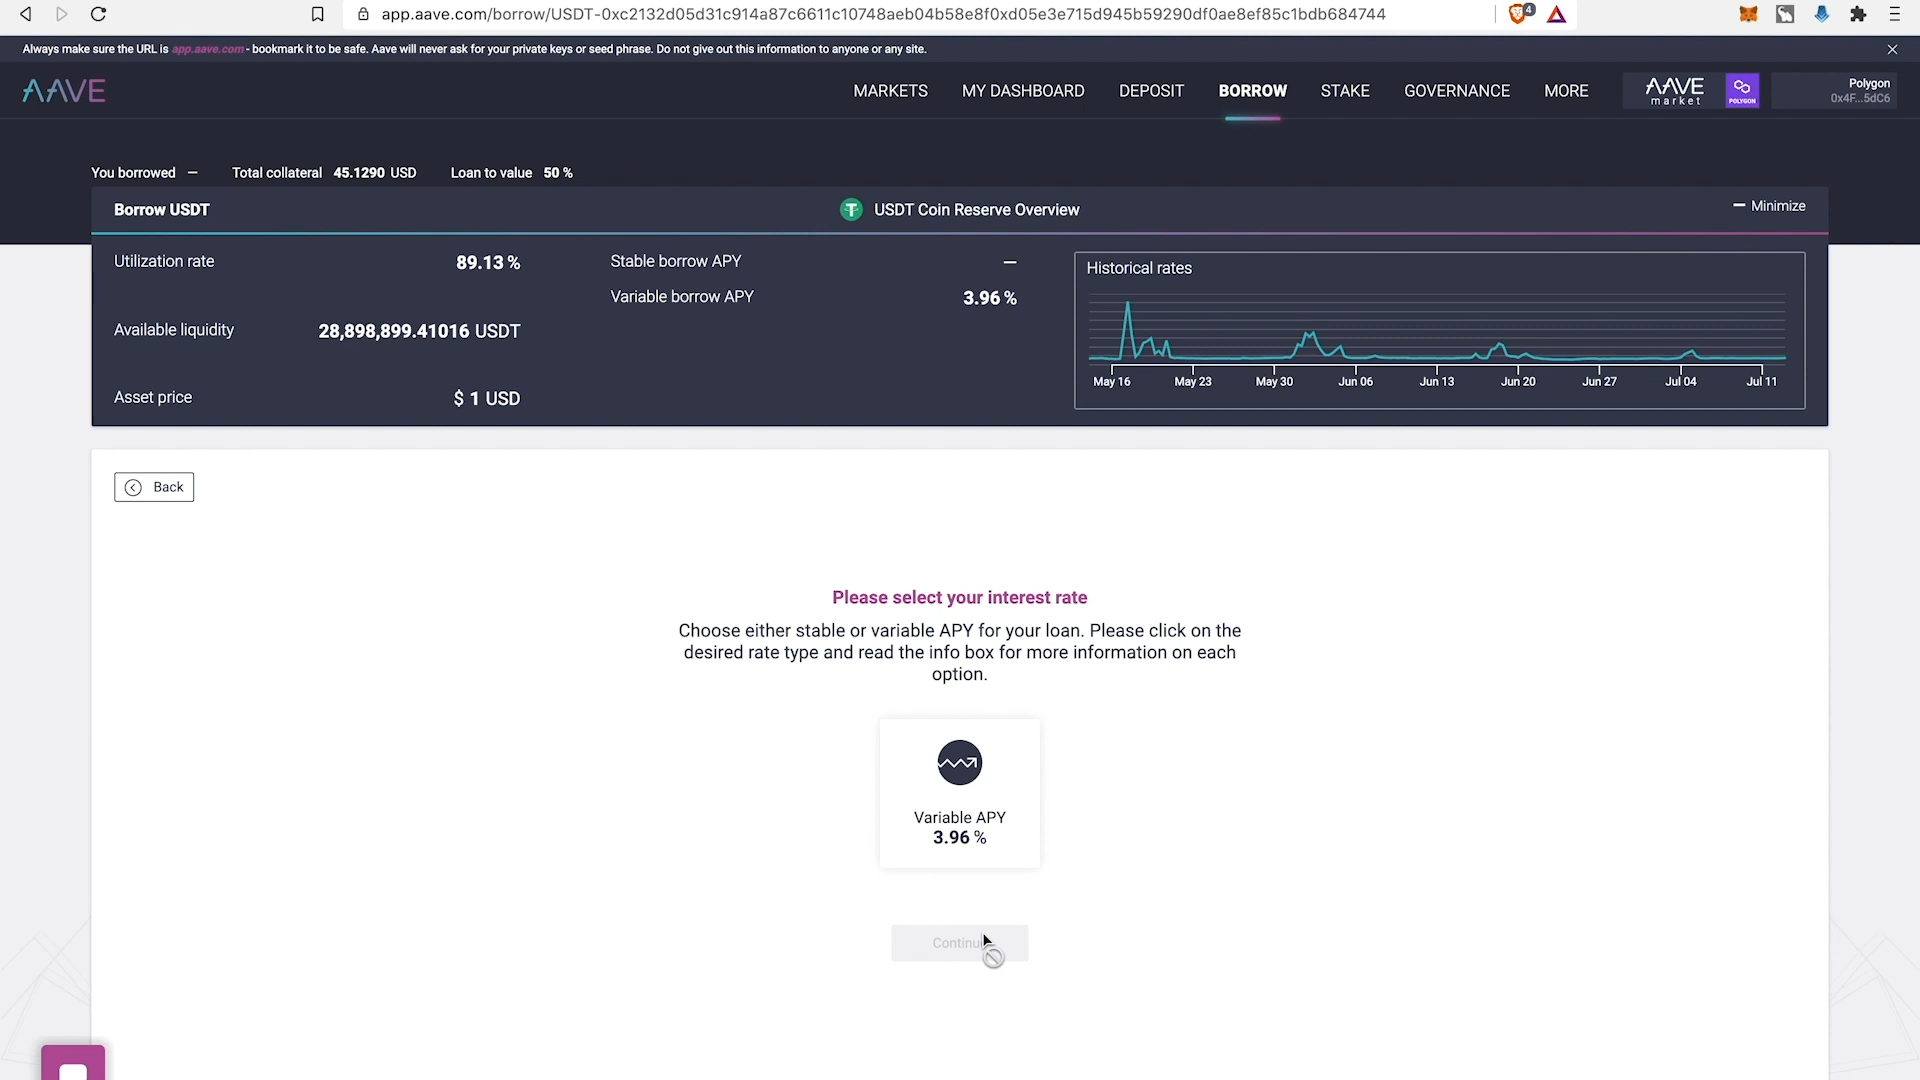 app.aave.com/borrow/USDT-0xc2132d05d31c914a87c6611c10748aeb04b58e8f0xd05e3e715d945b59290df0ae8ef85c1bdb684744
4
Always make sure the URL is app.aave.com - bookmark it to be safe. Aave will never ask for your private keys or seed phrase. Do not give out this information to anyone or any site.
AAVE
MARKETS MY DASHBOARD DEPOSIT BORROW STAKE GOVERNANCE MORE
AAVE
market
POLYGON
Polygon
0x4F...5dC6
You borrowed – Total collateral 45.1290 USD Loan to value 50 %
Borrow USDT
USDT Coin Reserve Overview
Minimize
Utilization rate 89.13 %
Available liquidity 28,898,899.41016 USDT
Asset price $ 1 USD
Stable borrow APY –
Variable borrow APY 3.96 %
Historical rates
May 16 May 23 May 30 Jun 06 Jun 13 Jun 20 Jun 27 Jul 04 Jul 11
Back
Please select your interest rate
Choose either stable or variable APY for your loan. Please click on the
desired rate type and read the info box for more information on each
option.
Variable APY
3.96 %
Continu